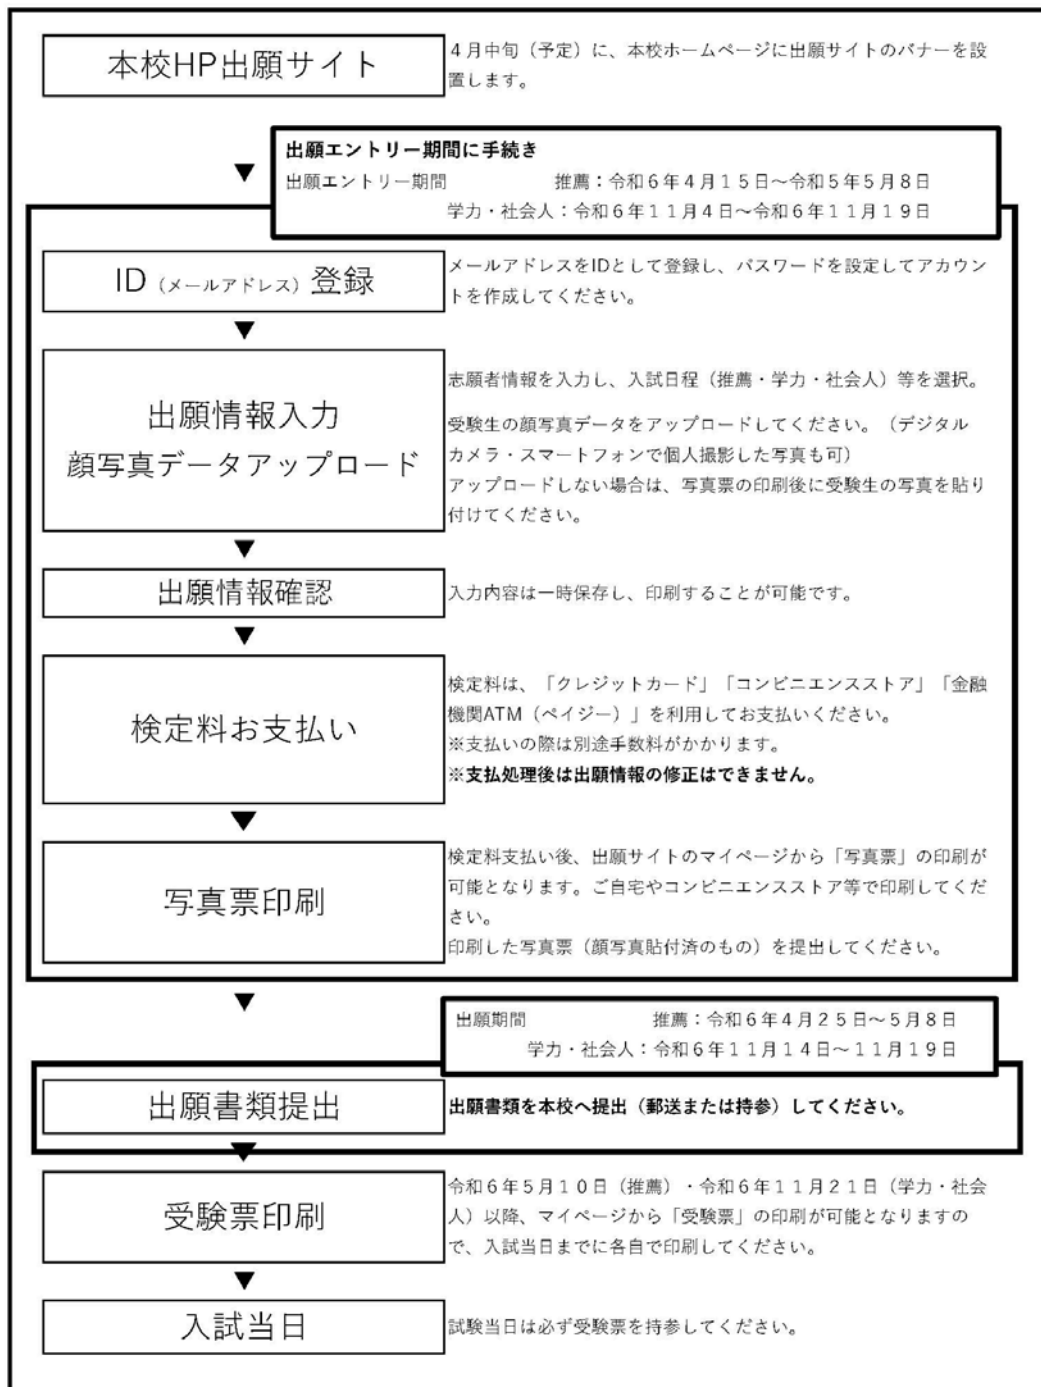 本校HP出願サイト
４月中旬（予定）に、本校ホームページに出願サイトのバナーを設
置します。
▼
出願エントリー期間に手続き
出願エントリー期間　推薦：令和６年４月１５日～令和５年５月８日
学力・社会人：令和６年１１月４日～令和６年１１月１９日
ID（メールアドレス）登録
メールアドレスをIDとして登録し、パスワードを設定してアカウン
トを作成してください。
▼
出願情報入力
顔写真データアップロード
志願者情報を入力し、入試日程（推薦・学力・社会人）等を選択。
受験生の顔写真データをアップロードしてください。（デジタル
カメラ・スマートフォンで個人撮影した写真も可）
アップロードしない場合は、写真票の印刷後に受験生の写真を貼り
付けてください。
▼
出願情報確認
入力内容は一時保存し、印刷することが可能です。
▼
検定料お支払い
検定料は、「クレジットカード」「コンビニエンスストア」「金融
機関ATM（ペイジー）」を利用してお支払いください。
※支払いの際は別途手数料がかかります。
※支払処理後は出願情報の修正はできません。
▼
写真票印刷
検定料支払い後、出願サイトのマイページから「写真票」の印刷が
可能となります。ご自宅やコンビニエンスストア等で印刷してくだ
さい。
印刷した写真票（顔写真貼付済のもの）を提出してください。
▼
出願期間　推薦：令和６年４月２５日～５月８日
学力・社会人：令和６年１１月１４日～１１月１９日
出願書類提出
出願書類を本校へ提出（郵送または持参）してください。
▼
受験票印刷
令和６年５月１０日（推薦）・令和６年１１月２１日（学力・社会
人）以降、マイページから「受験票」の印刷が可能となりますの
で、入試当日までに各自で印刷してください。
▼
入試当日
試験当日は必ず受験票を持参してください。